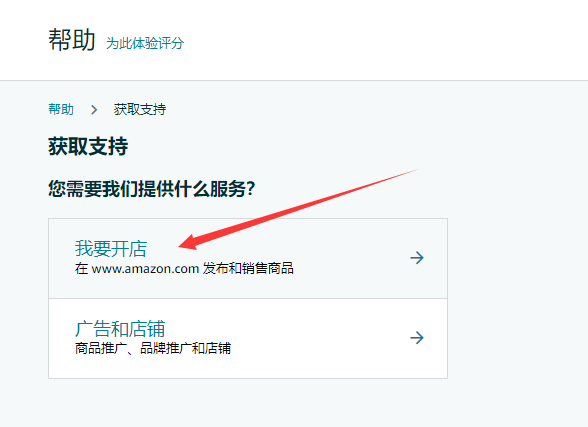 帮助 为此体验评分
帮助 > 获取支持
获取支持
您需要我们提供什么服务?
我要开店
在 www.amazon.com 发布和销售商品
广告和店铺
商品推广、品牌推广和店铺